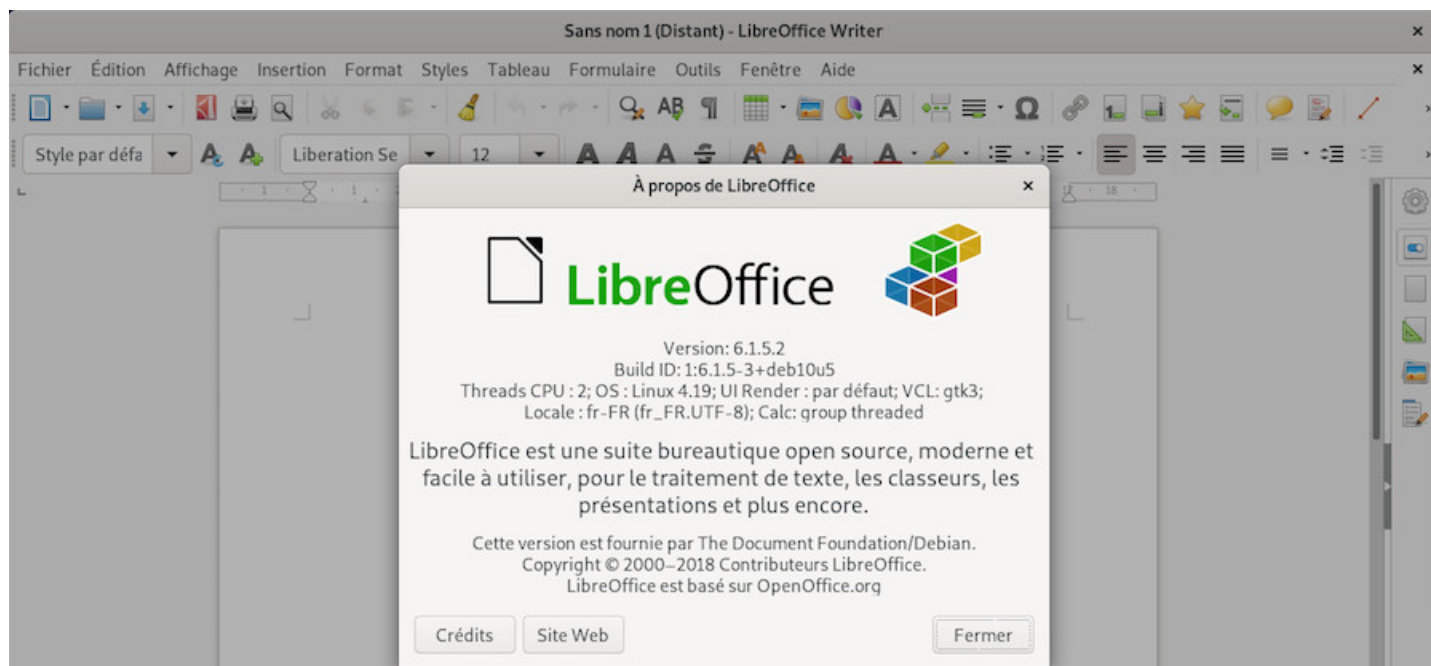 Sans nom 1 (Distant) - LibreOffice Writer
Fichier Édition Affichage Insertion Format Styles Tableau Formulaire Outils Fenêtre Aide
Style par défa Liberation Se 12
À propos de LibreOffice
LibreOffice
Version: 6.1.5.2
Build ID: 1:6.1.5-3+deb10u5
Threads CPU : 2; OS : Linux 4.19; UI Render : par défaut; VCL: gtk3;
Locale : fr-FR (fr_FR.UTF-8); Calc: group threaded
LibreOffice est une suite bureautique open source, moderne et
facile à utiliser, pour le traitement de texte, les classeurs, les
présentations et plus encore.
Cette version est fournie par The Document Foundation/Debian.
Copyright © 2000–2018 Contributeurs LibreOffice.
LibreOffice est basé sur OpenOffice.org
Crédits Site Web Fermer